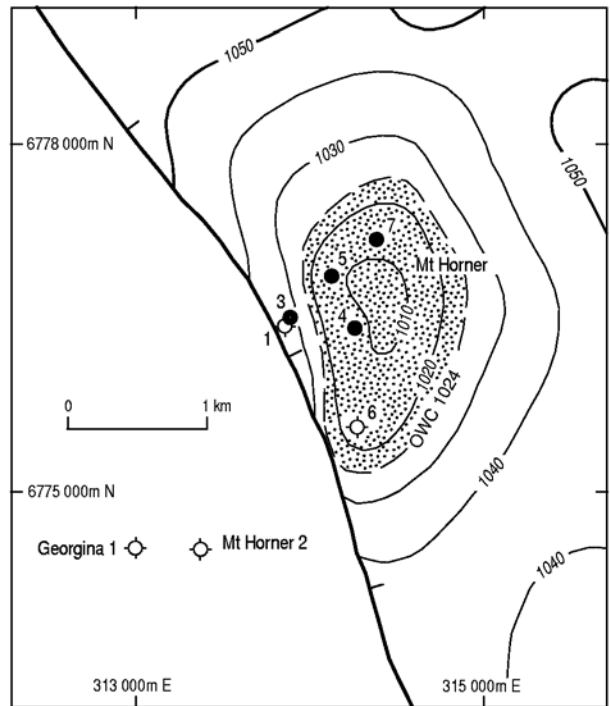 1050
6778 000m N
1030
1050
7
5
Mt Horner
3
1
4
1010
1020
0 1 km
6
OWC 1024
1040
6775 000m N
Georgina 1
Mt Horner 2
1040
313 000m E
315 000m E